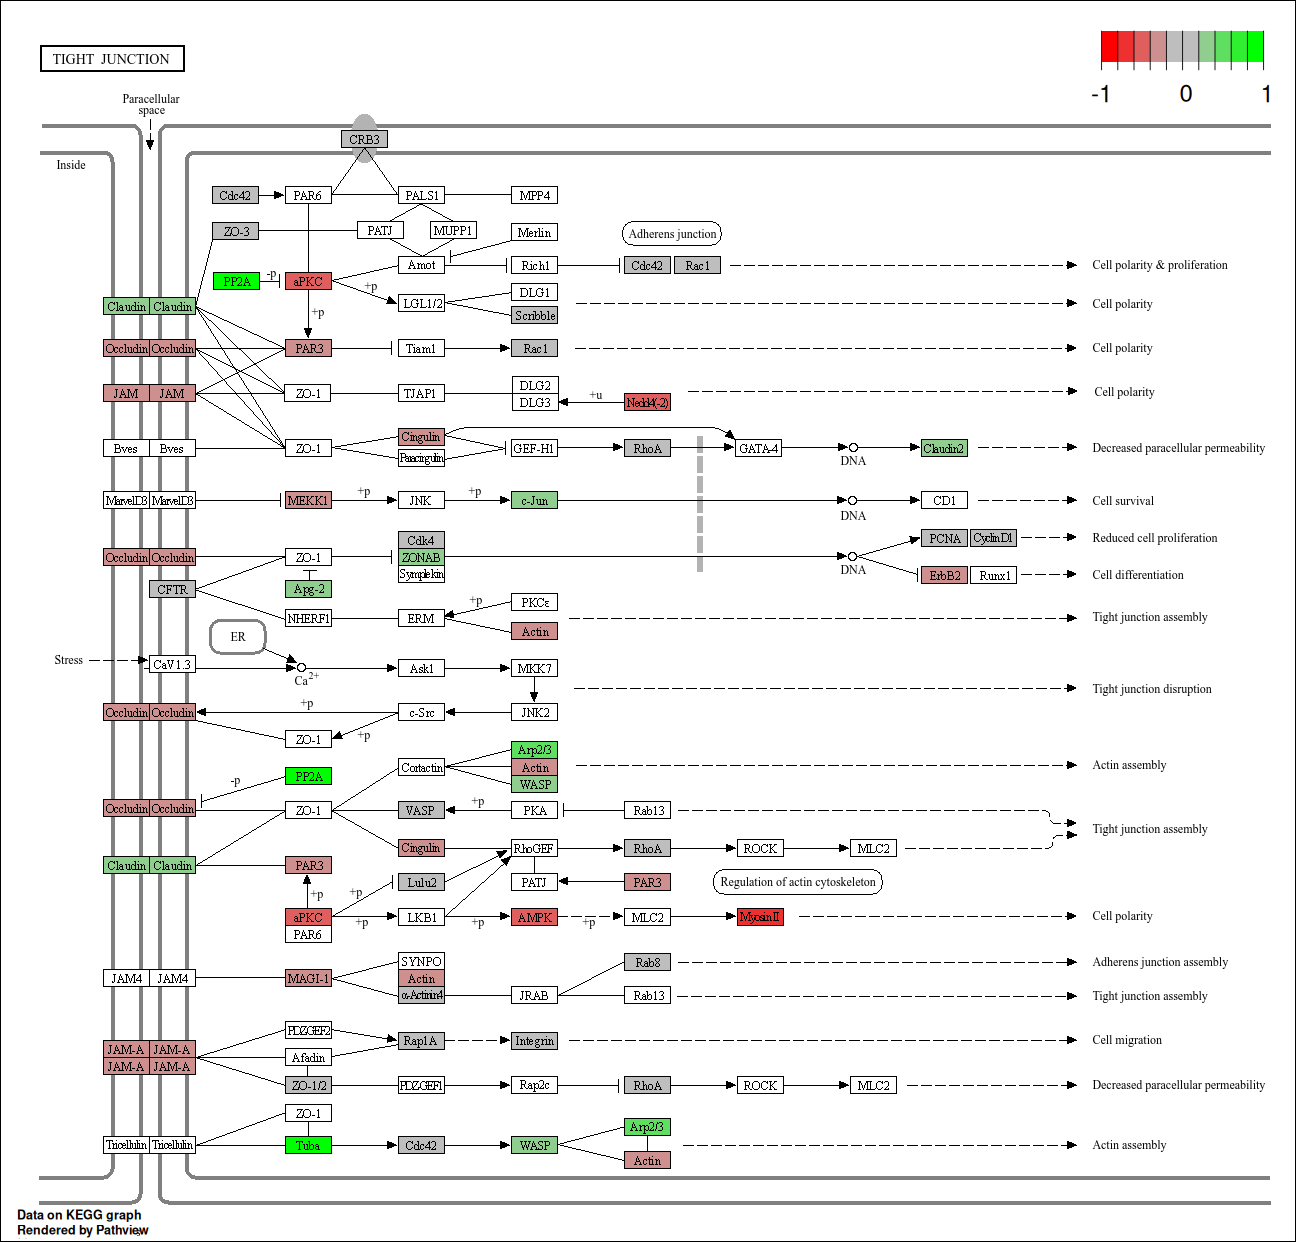 TIGHT JUNCTION
-1 0 1
Paracellular
space
Inside
CRB3
Cdc42 PAR6 PALS1 MPP4
ZO-3 PATJ MUPP1 Merlin Adherens junction
Amot Rich1 Cdc42 Rac1 Cell polarity & proliferation
PP2A -p aPKC +p DLG1
Claudin Claudin +p LGL1/2 Scribble Cell polarity
Occludin Occludin PAR3 Tiam1 Rac1 Cell polarity
JAM JAM ZO-1 TJAP1 DLG2 Cell polarity
DLG3 +u Nedd4(-2)
Cingulin
Bves Bves ZO-1 Paracingulin GEF-H1 RhoA GATA-4 DNA Claudin2 Decreased paracellular permeability
MarvelD3 MarvelD3 MEKK1 +p JNK +p c-Jun DNA CD1 Cell survival
Cdk4 PCNA CyclinD1 Reduced cell proliferation
Occludin Occludin ZO-1 ZONAB DNA
Symplekin ErbB2 Runx1 Cell differentiation
CFTR Apg-2
NHERF1 ERM +p PKCε Tight junction assembly
Actin
ER
Stress CaV1.3 Ca2+ Ask1 MKK7
Tight junction disruption
Occludin Occludin +p c-Src JNK2
ZO-1 +p
Arp2/3
Cortactin Actin Actin assembly
-p PP2A WASP
Occludin Occludin ZO-1 VASP +p PKA Rab13
Tight junction assembly
Cingulin RhoGEF RhoA ROCK MLC2
Claudin Claudin PAR3
+p +p Lulu2 PATJ PAR3 Regulation of actin cytoskeleton
aPKC +p LKB1 +p AMPK +p MLC2 MyosinII Cell polarity
PAR6
SYNPO Rab8 Adherens junction assembly
JAM4 JAM4 MAGI-1 Actin
α-Actinin4 JRAB Rab13 Tight junction assembly
PDZGEF2
Rap1A Integrin Cell migration
JAM-A JAM-A Afadin
JAM-A JAM-A
ZO-1/2 PDZGEF1 Rap2c RhoA ROCK MLC2 Decreased paracellular permeability
ZO-1
Arp2/3
Tricellulin Tricellulin Tuba Cdc42 WASP Actin assembly
Actin
Data on KEGG graph
Rendered by Pathview